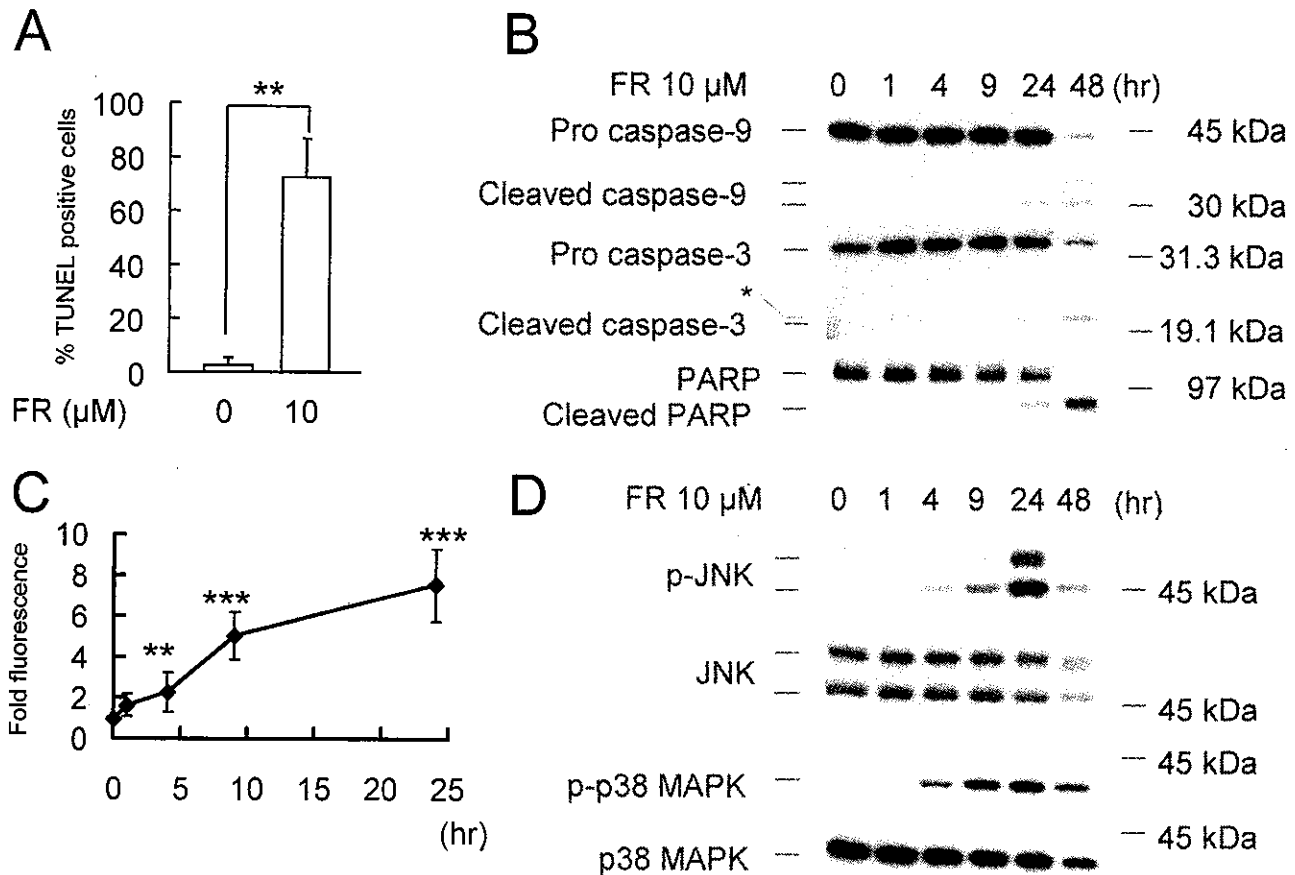 A
**
% TUNEL positive cells
100
80
60
40
20
0
FR (µM)
0 10
B
FR 10 µM 0 1 4 9 24 48 (hr)
Pro caspase-9 45 kDa
Cleaved caspase-9 30 kDa
Pro caspase-3 31.3 kDa
*
Cleaved caspase-3 19.1 kDa
PARP 97 kDa
Cleaved PARP
C
Fold fluorescence
10
8
6
4
2
0
** *** ***
0 5 10 15 20 25
(hr)
D
FR 10 µM 0 1 4 9 24 48 (hr)
p-JNK 45 kDa
JNK 45 kDa
p-p38 MAPK 45 kDa
p38 MAPK 45 kDa